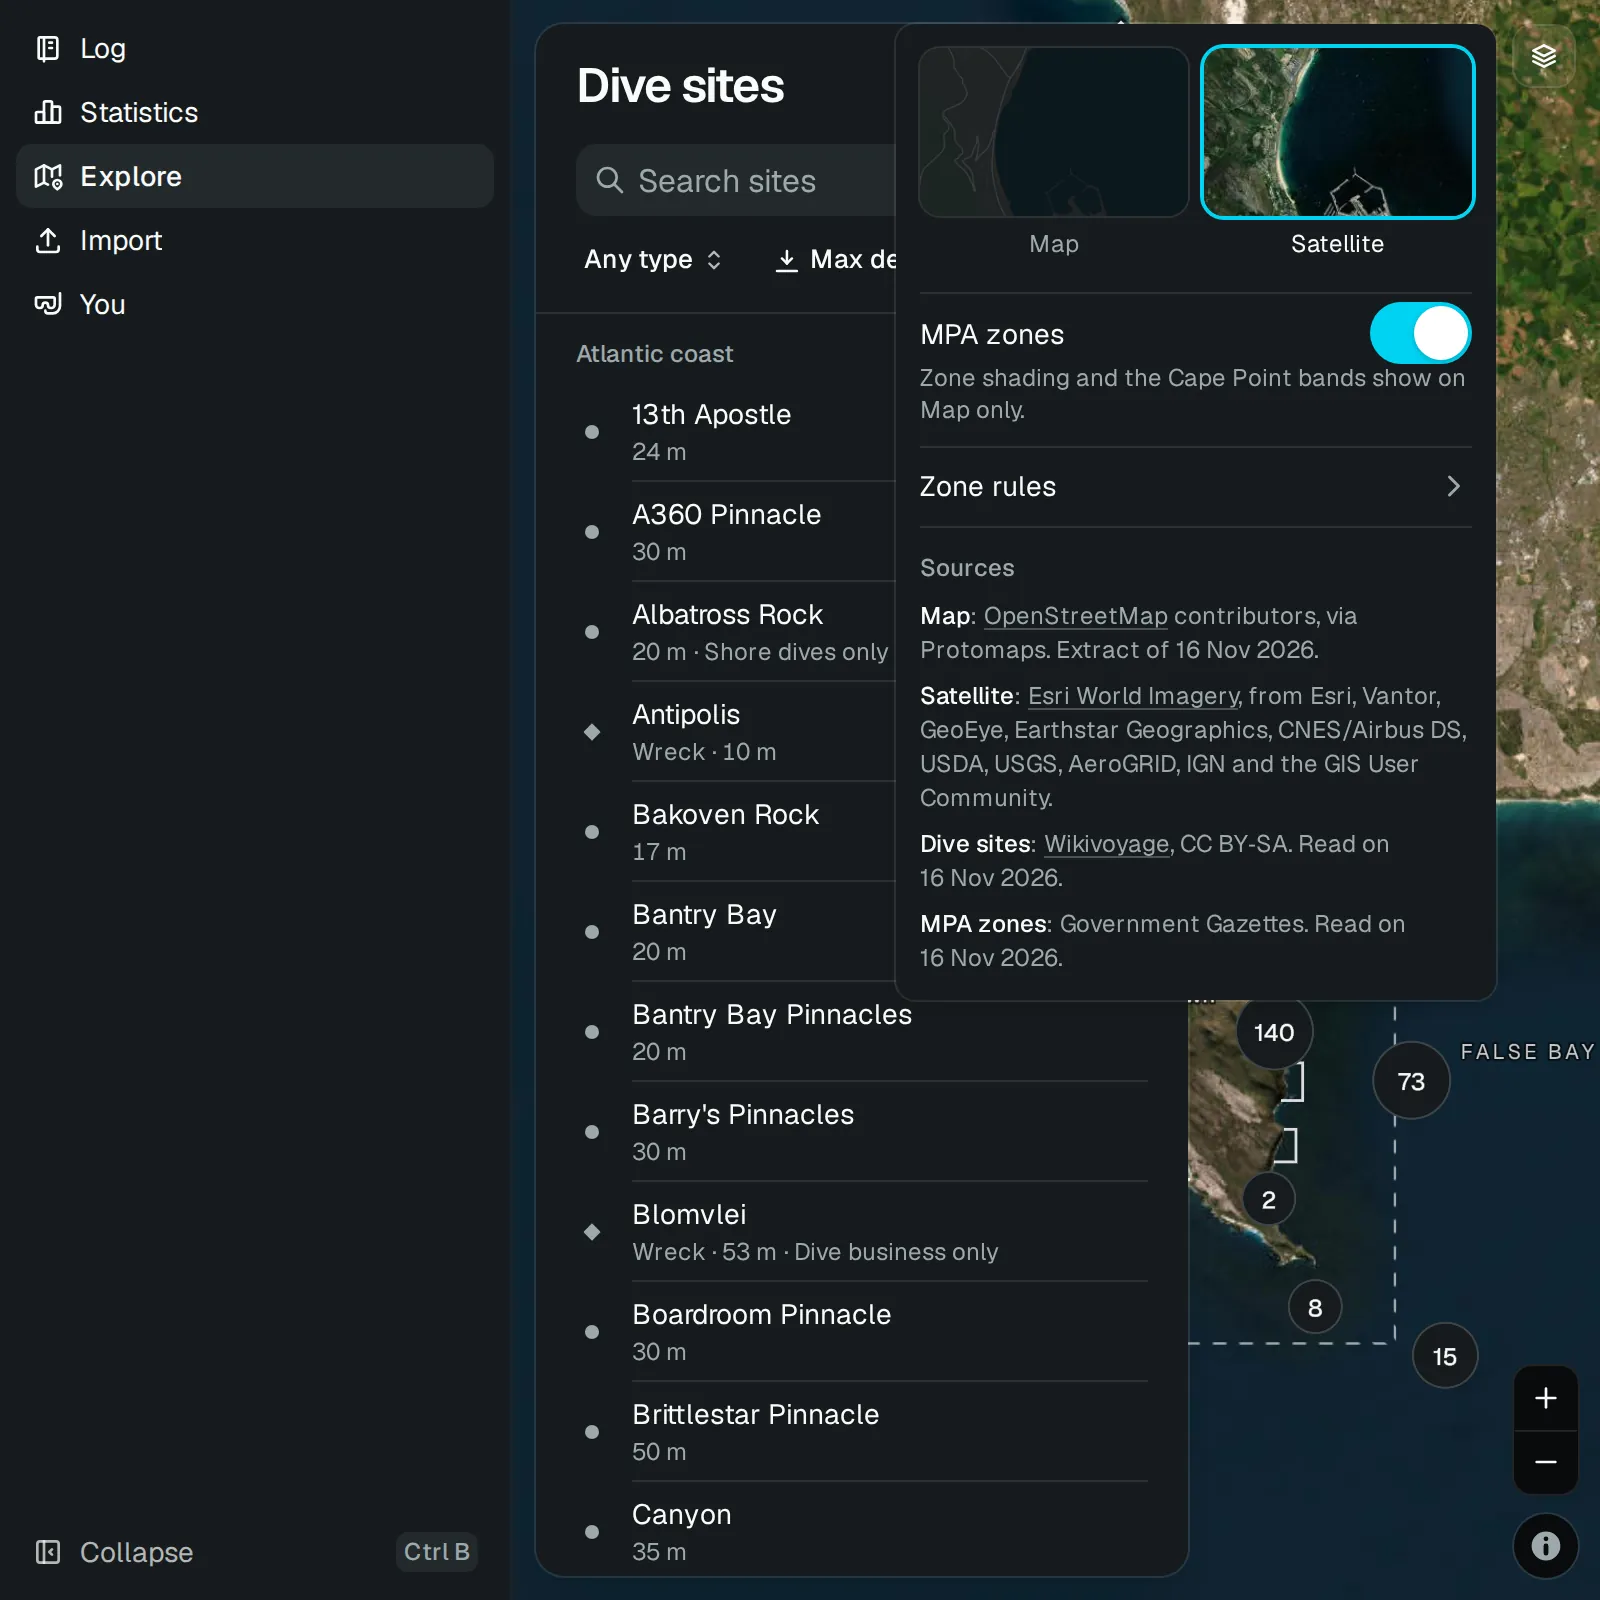 Log
Statistics
Explore
Import
You
Collapse
Ctrl B
Dive sites
Search sites
Any type
Max de
Atlantic coast
13th Apostle
24 m
A360 Pinnacle
30 m
Albatross Rock
20 m · Shore dives only
Antipolis
Wreck · 10 m
Bakoven Rock
17 m
Bantry Bay
20 m
Bantry Bay Pinnacles
20 m
Barry's Pinnacles
30 m
Blomvlei
Wreck · 53 m · Dive business only
Boardroom Pinnacle
30 m
Brittlestar Pinnacle
50 m
Canyon
35 m
Map
Satellite
MPA zones
Zone shading and the Cape Point bands show on
Map only.
Zone rules
Sources
Map: OpenStreetMap contributors, via
Protomaps. Extract of 16 Nov 2026.
Satellite: Esri World Imagery, from Esri, Vantor,
GeoEye, Earthstar Geographics, CNES/Airbus DS,
USDA, USGS, AeroGRID, IGN and the GIS User
Community.
Dive sites: Wikivoyage, CC BY-SA. Read on
16 Nov 2026.
MPA zones: Government Gazettes. Read on
16 Nov 2026.
140
FALSE BAY
73
2
8
15